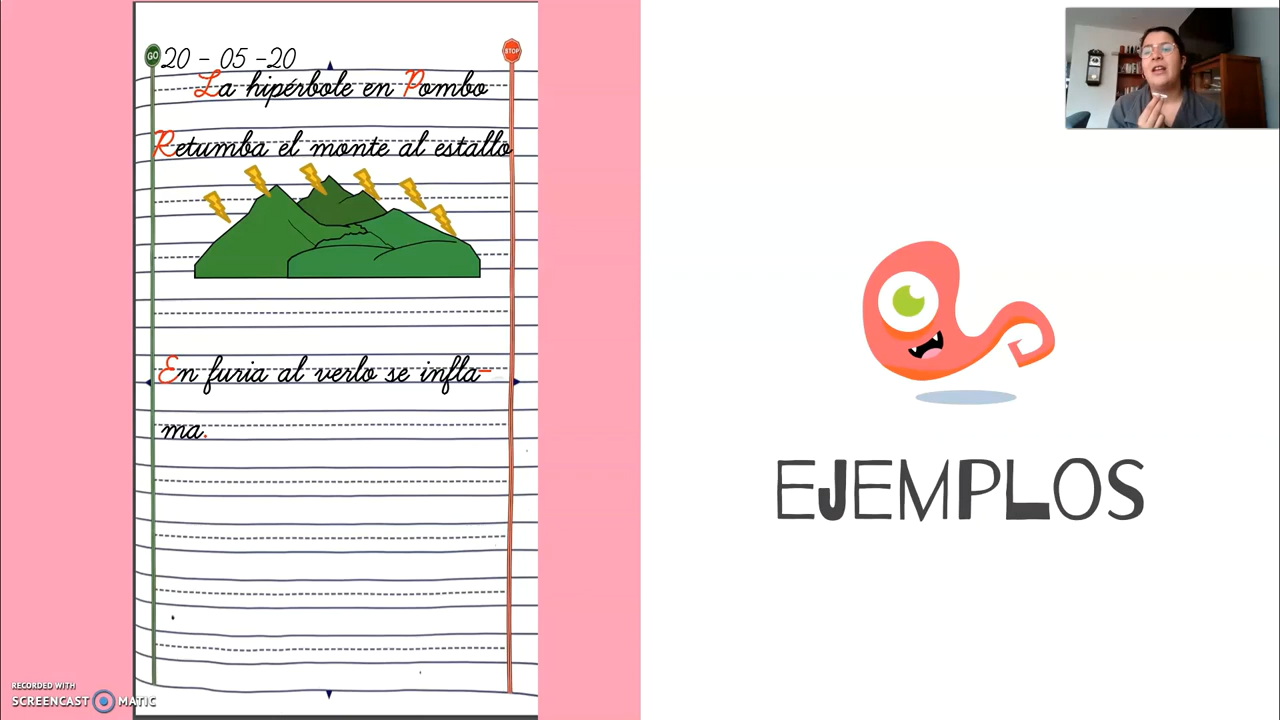 GO
STOP
20 - 05 -20
La hipérbole en Pombo
Retumba el monte al estallo
En furia al verlo se infla-
ma.
EJEMPLOS
RECORDED WITH
SCREENCAST MATIC